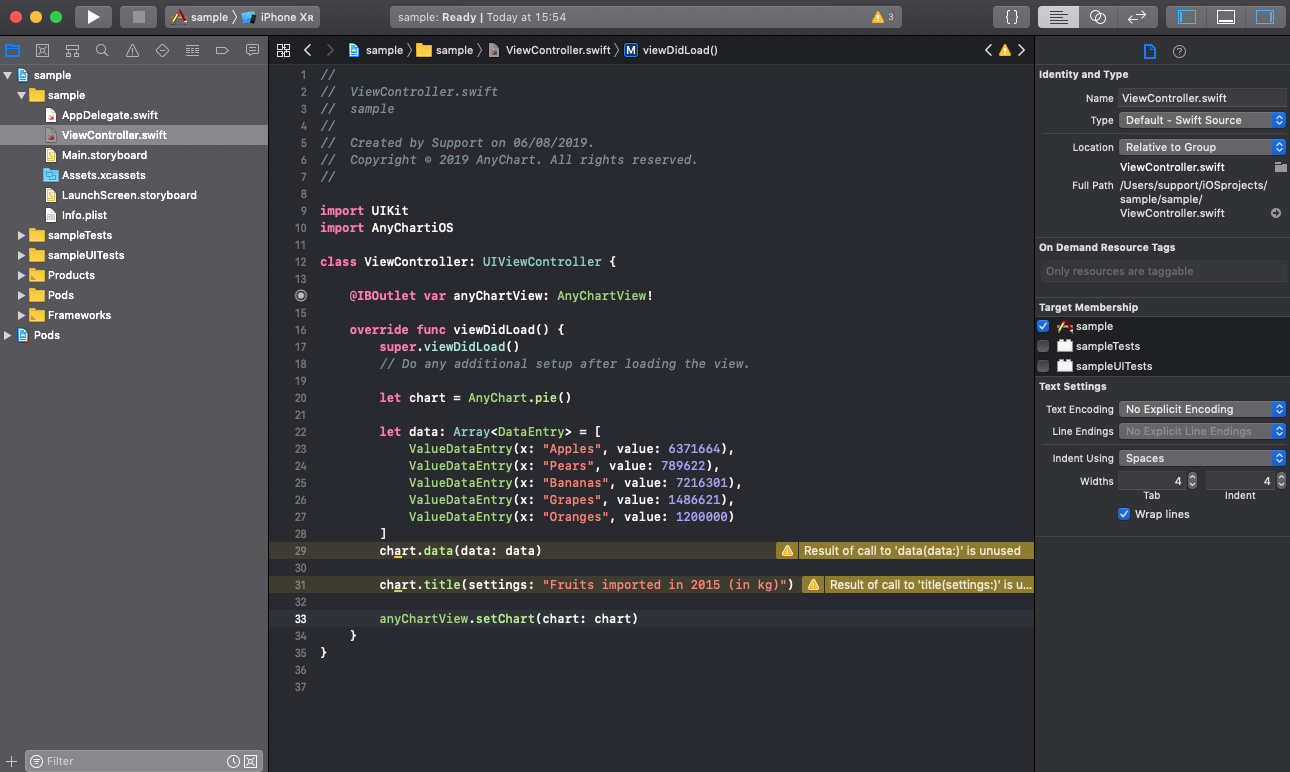 sample 〉 iPhone XR
sample: Ready | Today at 15:54
3
{}
sample 〉 sample 〉 ViewController.swift 〉 M viewDidLoad()
sample
sample
AppDelegate.swift
ViewController.swift
Main.storyboard
Assets.xcassets
LaunchScreen.storyboard
Info.plist
sampleTests
sampleUITests
Products
Pods
Frameworks
Pods
Filter
1 //
2 //  ViewController.swift
3 //  sample
4 //
5 //  Created by Support on 06/08/2019.
6 //  Copyright © 2019 AnyChart. All rights reserved.
7 //
8
9 import UIKit
10 import AnyChartiOS
11
12 class ViewController: UIViewController {
13
@IBOutlet var anyChartView: AnyChartView!
15
16 override func viewDidLoad() {
17 super.viewDidLoad()
18 // Do any additional setup after loading the view.
19
20 let chart = AnyChart.pie()
21
22 let data: Array<DataEntry> = [
23 ValueDataEntry(x: "Apples", value: 6371664),
24 ValueDataEntry(x: "Pears", value: 789622),
25 ValueDataEntry(x: "Bananas", value: 7216301),
26 ValueDataEntry(x: "Grapes", value: 1486621),
27 ValueDataEntry(x: "Oranges", value: 1200000)
28 ]
29 chart.data(data: data) Result of call to 'data(data:)' is unused
30
31 chart.title(settings: "Fruits imported in 2015 (in kg)") Result of call to 'title(settings:)' is u...
32
33 anyChartView.setChart(chart: chart)
34 }
35 }
36
37
Identity and Type
Name ViewController.swift
Type Default - Swift Source
Location Relative to Group
ViewController.swift
Full Path /Users/support/iOSprojects/
sample/sample/
ViewController.swift
On Demand Resource Tags
Only resources are taggable
Target Membership
sample
sampleTests
sampleUITests
Text Settings
Text Encoding No Explicit Encoding
Line Endings No Explicit Line Endings
Indent Using Spaces
Widths 4 4
Tab Indent
Wrap lines